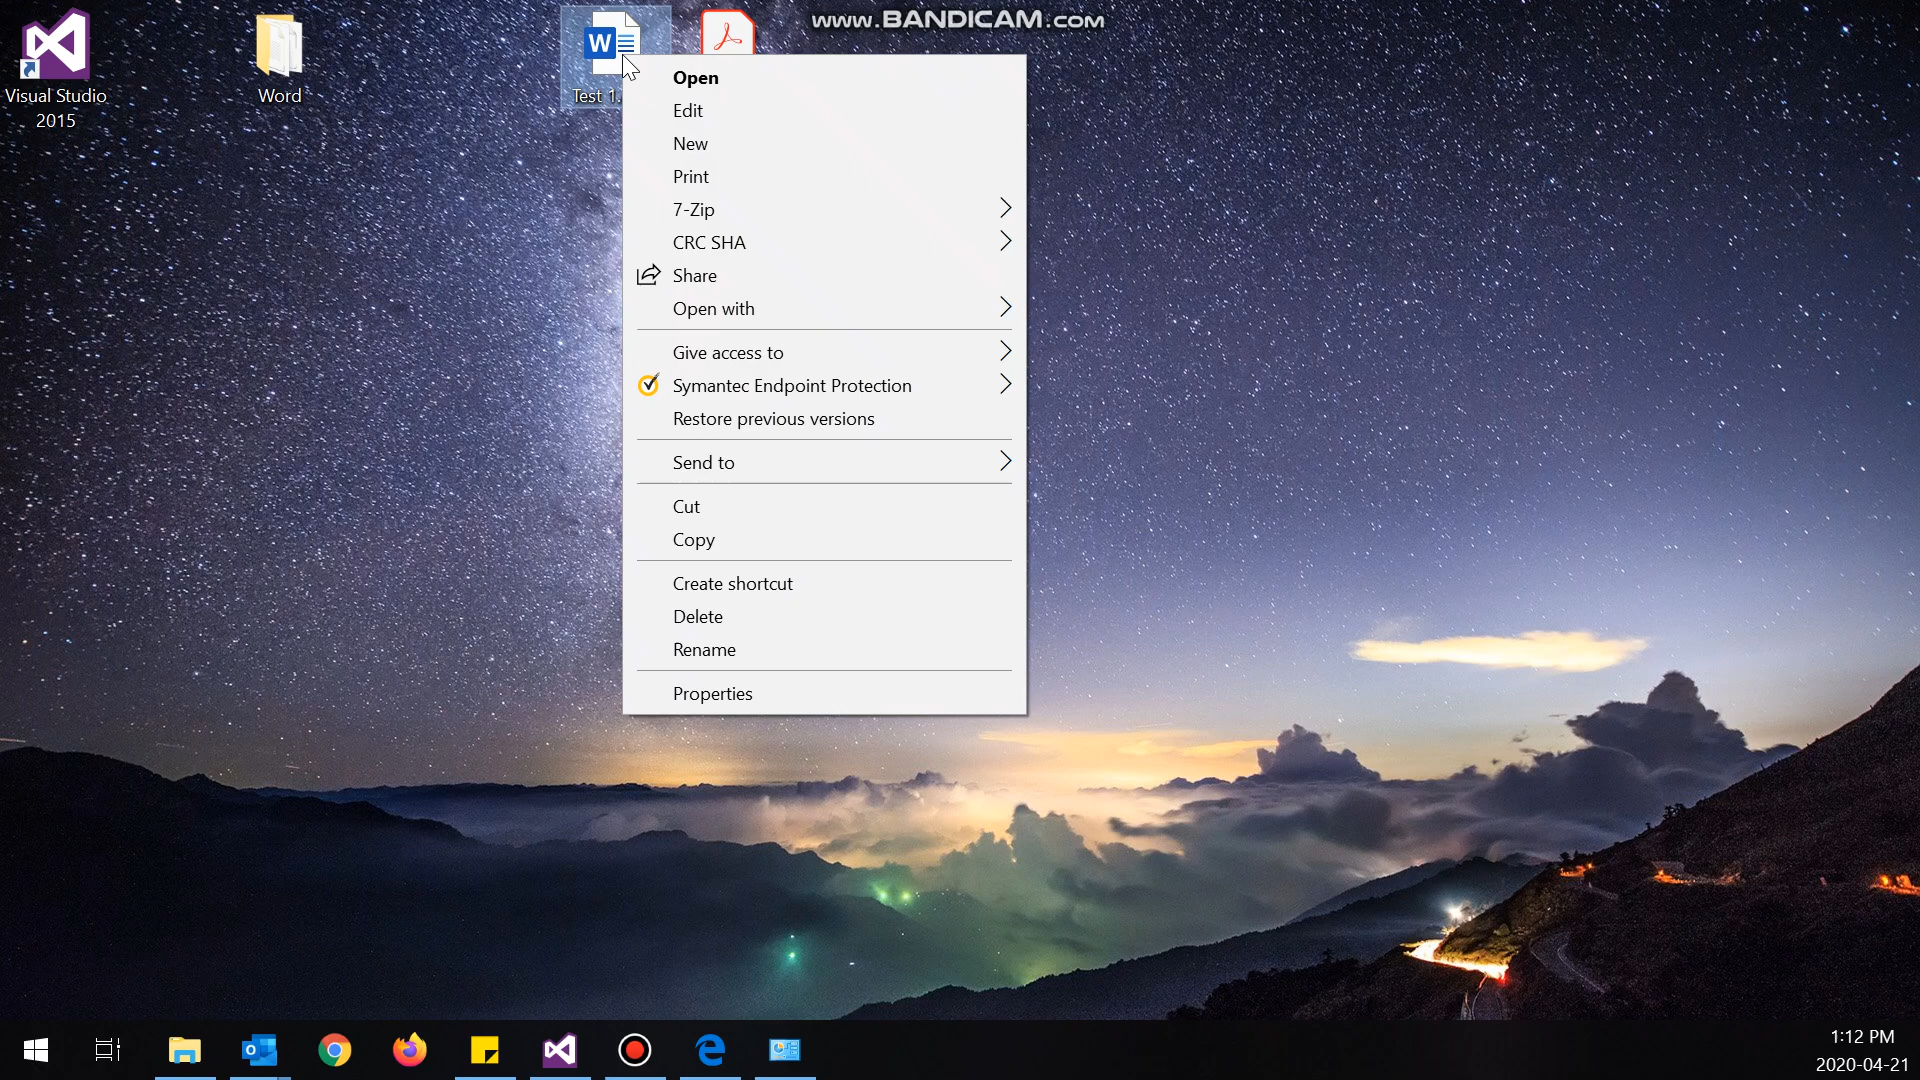 www.BANDICAM.com
Visual Studio
2015
Word
W
Test 1.
Open
Edit
New
Print
7-Zip
CRC SHA
Share
Open with
Give access to
Symantec Endpoint Protection
Restore previous versions
Send to
Cut
Copy
Create shortcut
Delete
Rename
Properties
1:12 PM
2020-04-21